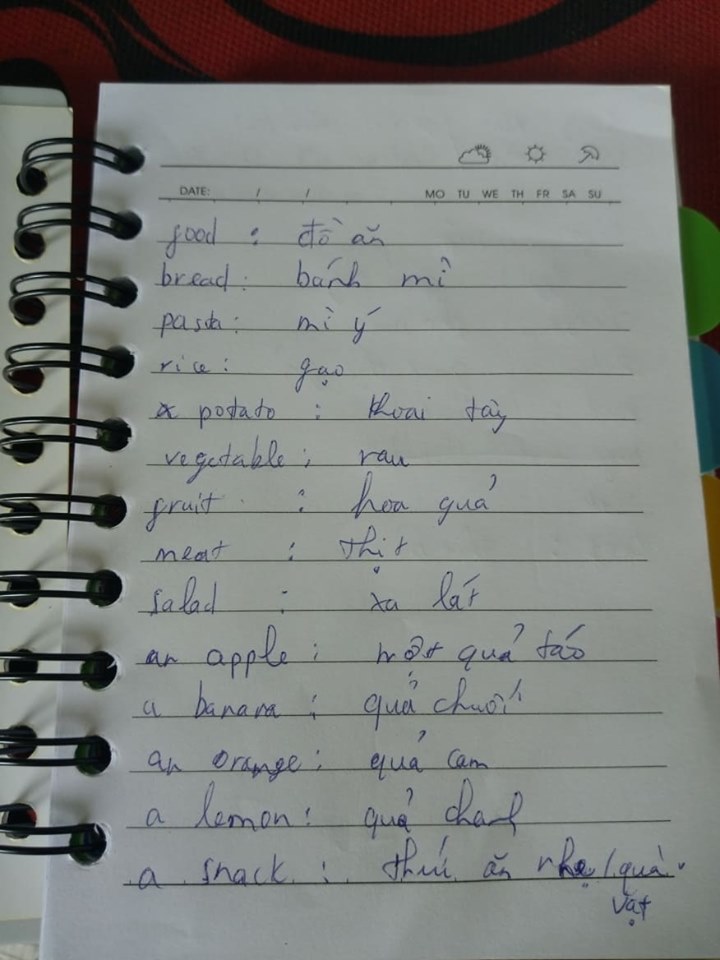 DATE: / / MO TU WE TH FR SA SU
food : đồ ăn
bread : bánh mì
pasta : mì ý
rice : gạo
potato : khoai tây
vegetable : rau
fruit : hoa quả
meat : thịt
salad : xa lát
an apple : một quả táo
a banana : quả chuối
an orange : quả cam
a lemon : quả chanh
a snack : thức ăn nhẹ / quà
vặt